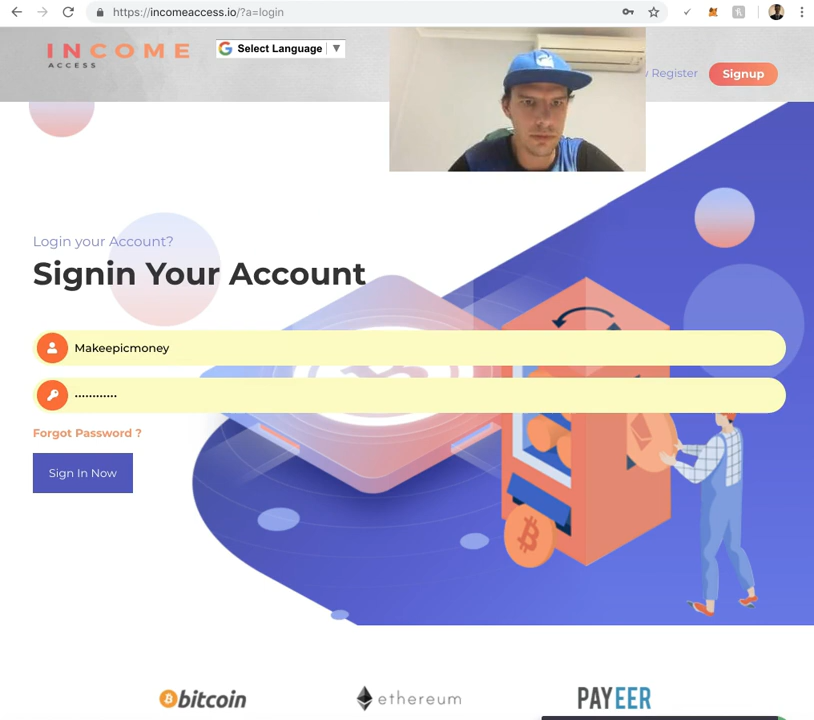 https://incomeaccess.io/?a=login
INCOME
ACCESS
Select Language ▼
Register
Signup
Login your Account?
Signin Your Account
Makeepicmoney
••••••••••••
Forgot Password ?
Sign In Now
bitcoin
ethereum
PAYEER